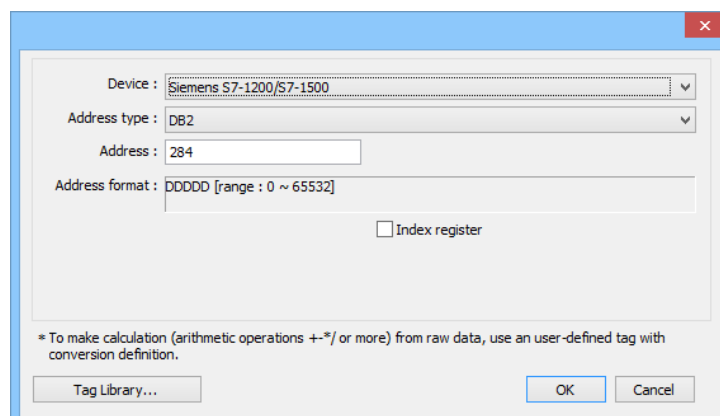 Device : Siemens S7-1200/S7-1500
Address type : DB2
Address : 284
Address format : DDDDD [range : 0 ~ 65532]
Index register
* To make calculation (arithmetic operations +-*/ or more) from raw data, use an user-defined tag with
conversion definition.
Tag Library... OK Cancel